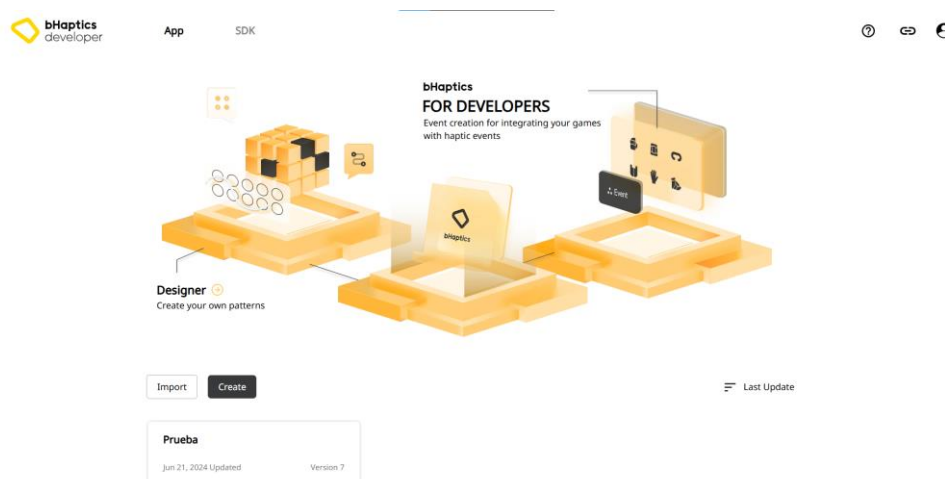 bHaptics
developer
App
SDK
bHaptics
FOR DEVELOPERS
Event creation for integrating your games
with haptic events
Event
bHaptics
Designer
Create your own patterns
Import
Create
Last Update
Prueba
Jun 21, 2024 Updated
Version 7